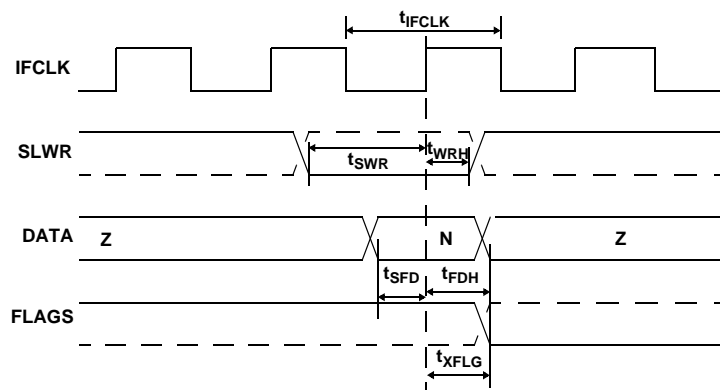 tIFCLK
IFCLK
SLWR
tSWR
tWRH
DATA
Z
N
Z
tSFD
tFDH
FLAGS
tXFLG